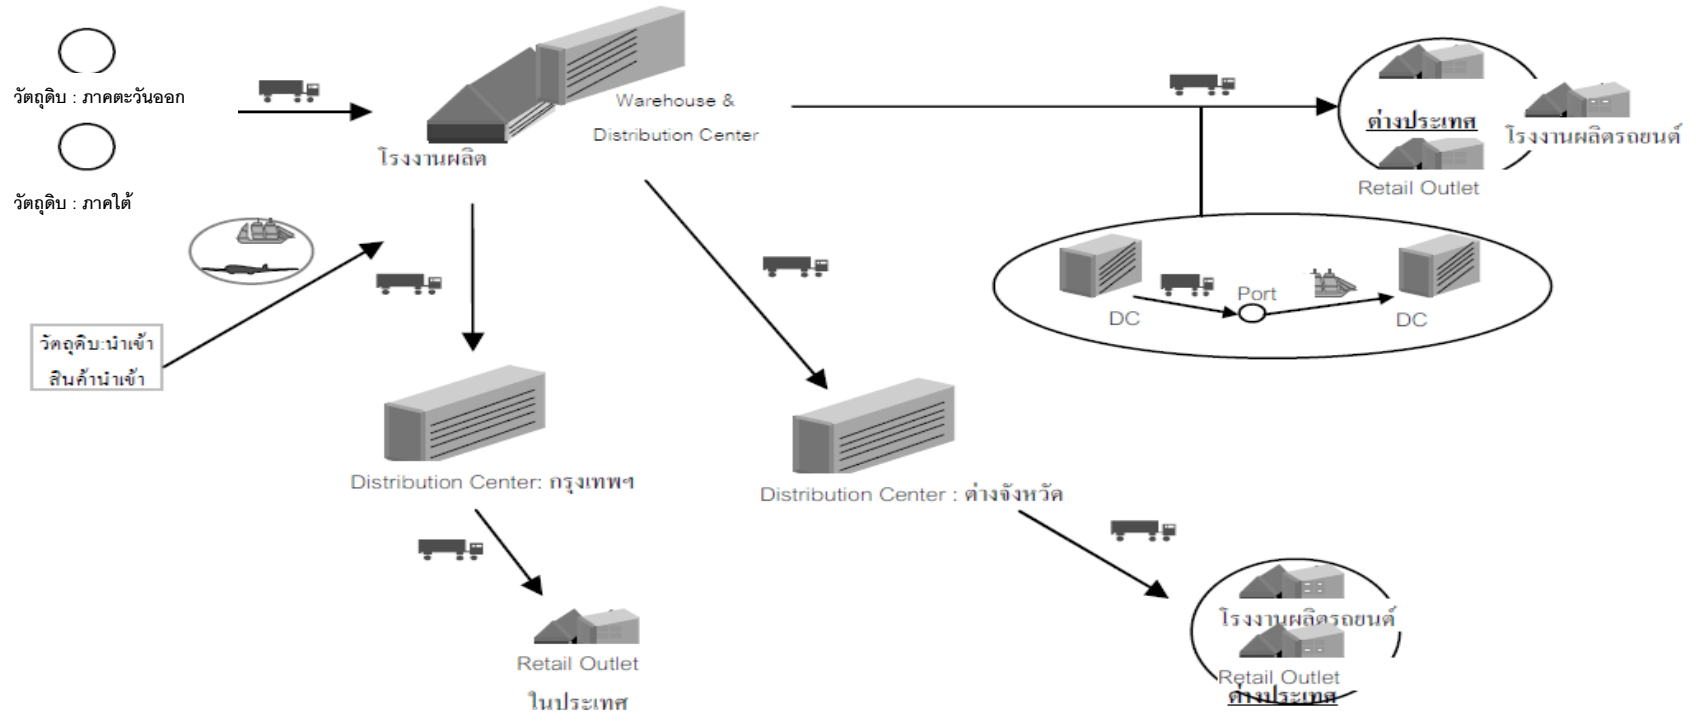 วัตถุดิบ : ภาคตะวันออก
วัตถุดิบ : ภาคใต้
โรงงานผลิต
Warehouse &
Distribution Center
ต่างประเทศ
โรงงานผลิตรถยนต์
Retail Outlet
DC
Port
DC
วัตถุดิบ:นำเข้า
สินค้านำเข้า
Distribution Center: กรุงเทพฯ
Distribution Center : ต่างจังหวัด
Retail Outlet
ในประเทศ
โรงงานผลิตรถยนต์
Retail Outlet
ต่างประเทศ